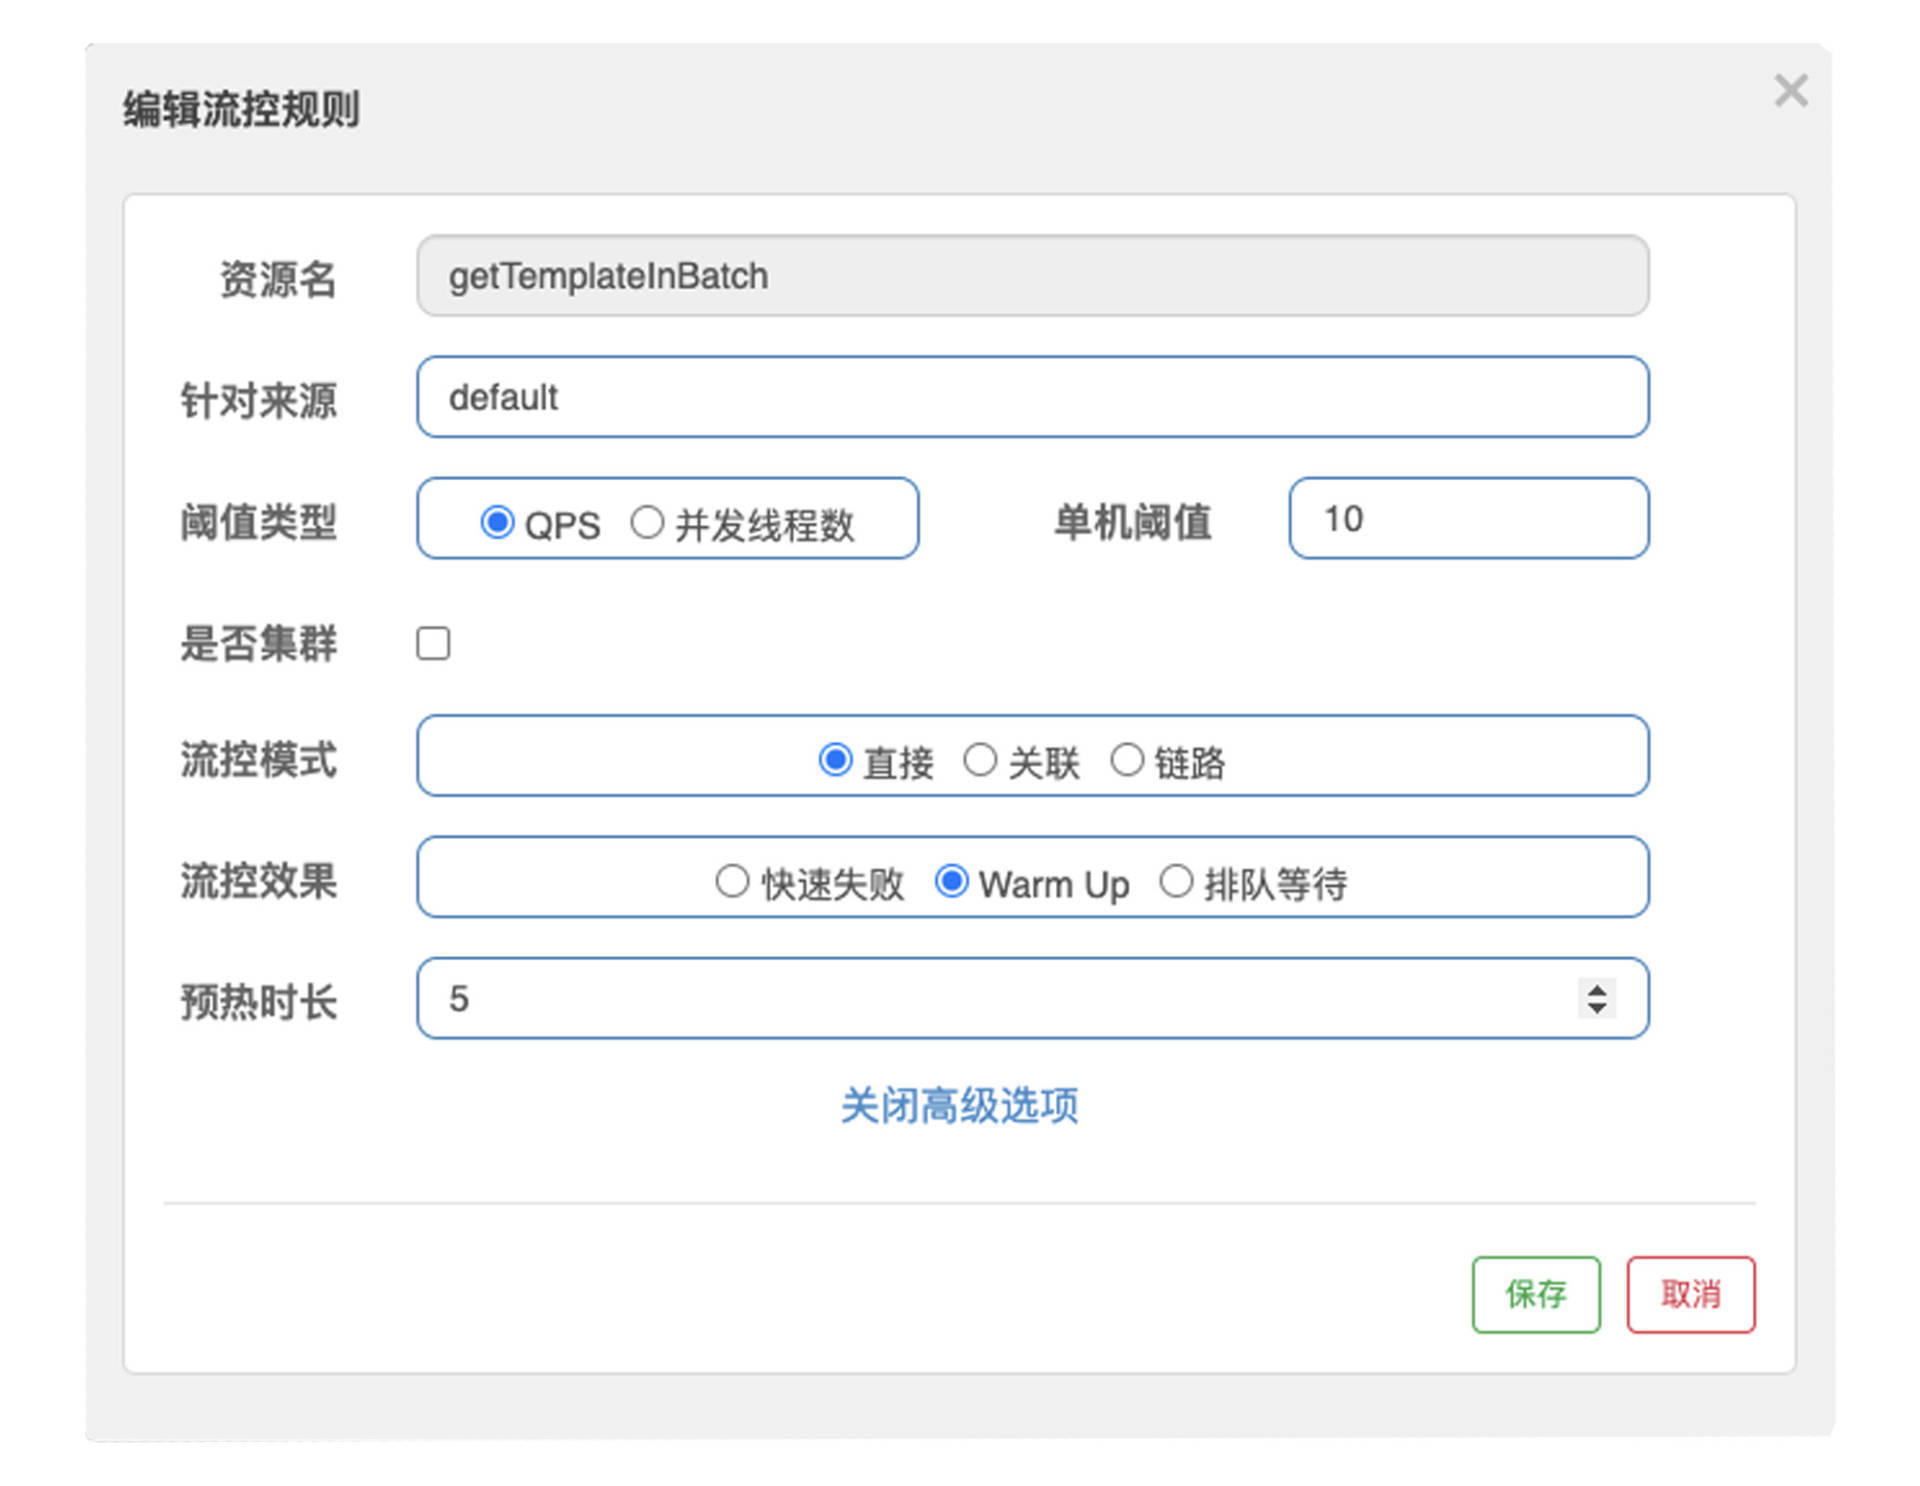 编辑流控规则
资源名 getTemplateInBatch
针对来源 default
阈值类型 QPS 并发线程数 单机阈值 10
是否集群
流控模式 直接 关联 链路
流控效果 快速失败 Warm Up 排队等待
预热时长 5
关闭高级选项
保存 取消